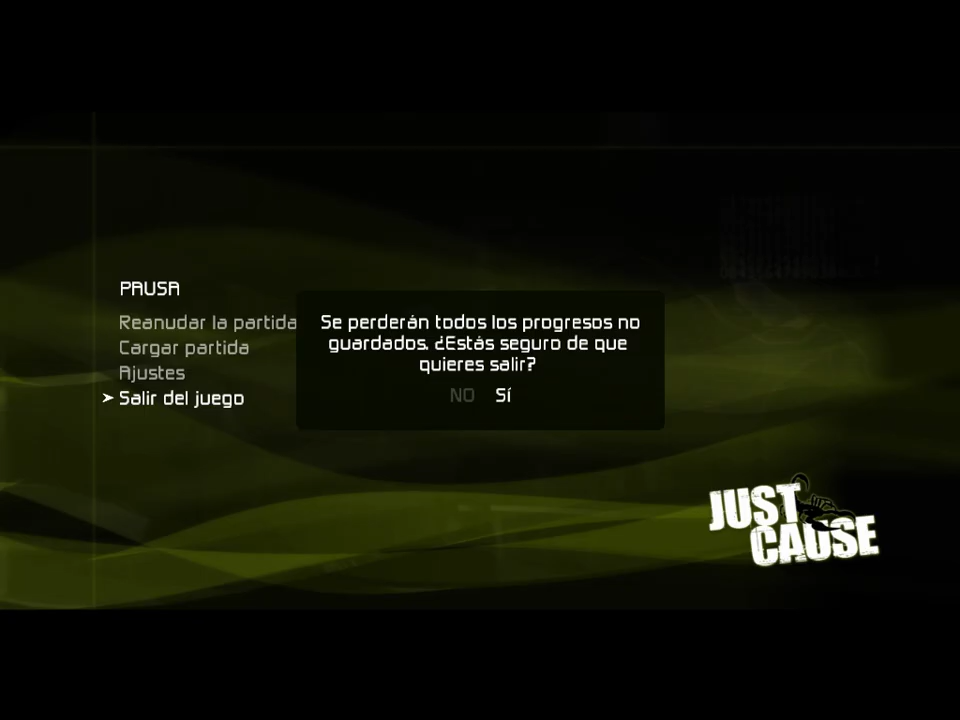 PAUSA
Reanudar la partida
Cargar partida
Ajustes
Salir del juego
Se perderán todos los progresos no
guardados. ¿Estás seguro de que
quieres salir?
NO Sí
JUST
CAUSE